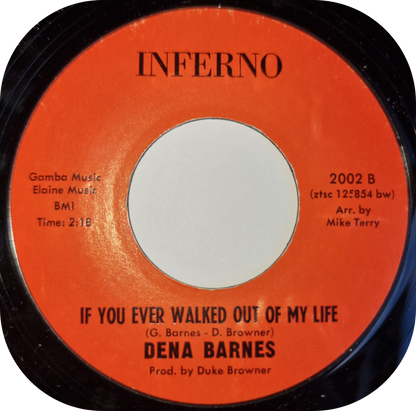 INFERNO
Gamba Music
Elaine Music
BMI
Time: 2:18
2002 B
(ztsc 125854 bw)
Arr. by
Mike Terry
IF YOU EVER WALKED OUT OF MY LIFE
(G. Barnes - D. Browner)
DENA BARNES
Prod. by Duke Browner